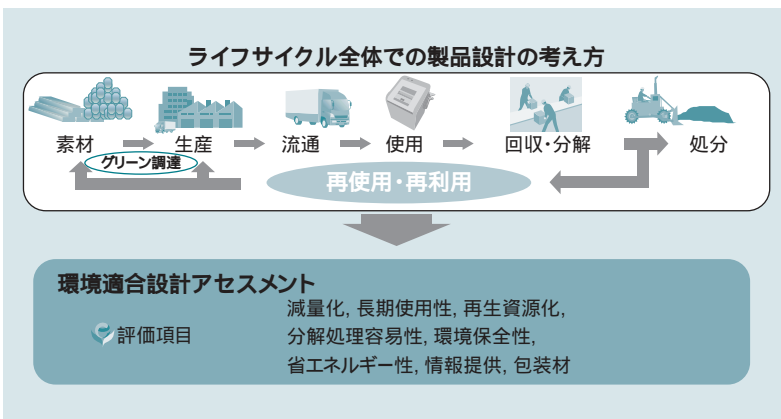 ライフサイクル全体での製品設計の考え方
素材
生産
流通
使用
回収・分解
処分
グリーン調達
再使用・再利用
環境適合設計アセスメント
評価項目
減量化, 長期使用性, 再生資源化,
分解処理容易性, 環境保全性,
省エネルギー性, 情報提供, 包装材